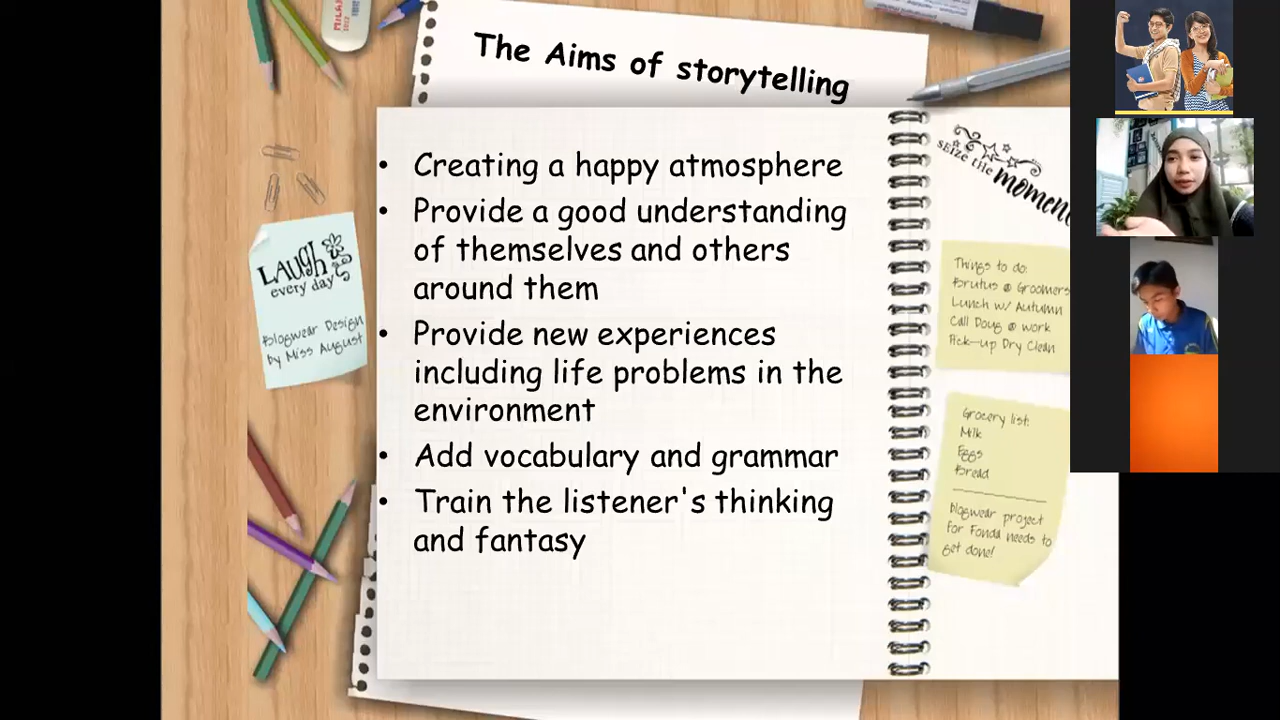 The Aims of storytelling
• Creating a happy atmosphere
• Provide a good understanding
of themselves and others
around them
• Provide new experiences
including life problems in the
environment
• Add vocabulary and grammar
• Train the listener's thinking
and fantasy
MILAN
LAUGH
every day
Blogwear Design
by Miss August
SEIZE THE
moment
Things to do:
Brutus @ Groomers
Lunch w/ Autumn
Call Doug @ work
Pick-up Dry Clean
Grocery list:
Milk
Eggs
Bread
Blogwear project
for Fonda needs to
get done!